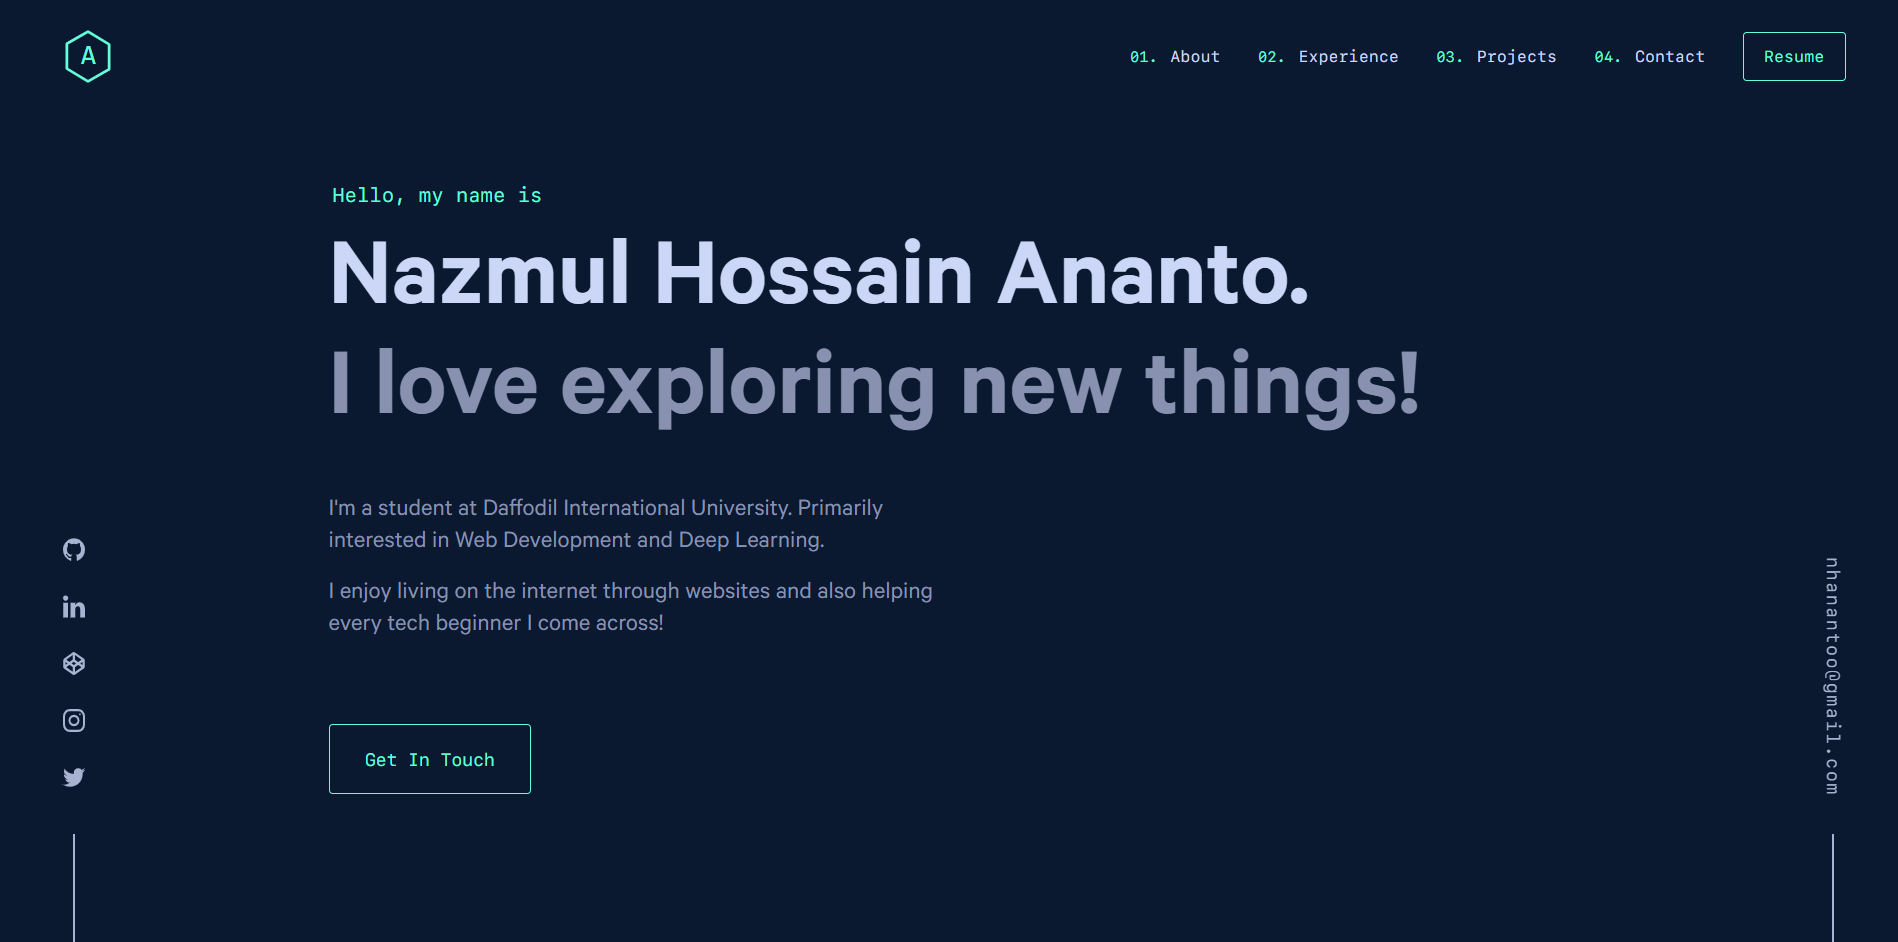 A
01. About 02. Experience 03. Projects 04. Contact Resume
Hello, my name is
Nazmul Hossain Ananto.
I love exploring new things!
I'm a student at Daffodil International University. Primarily
interested in Web Development and Deep Learning.
I enjoy living on the internet through websites and also helping
every tech beginner I come across!
Get In Touch
nhanantoo@gmail.com